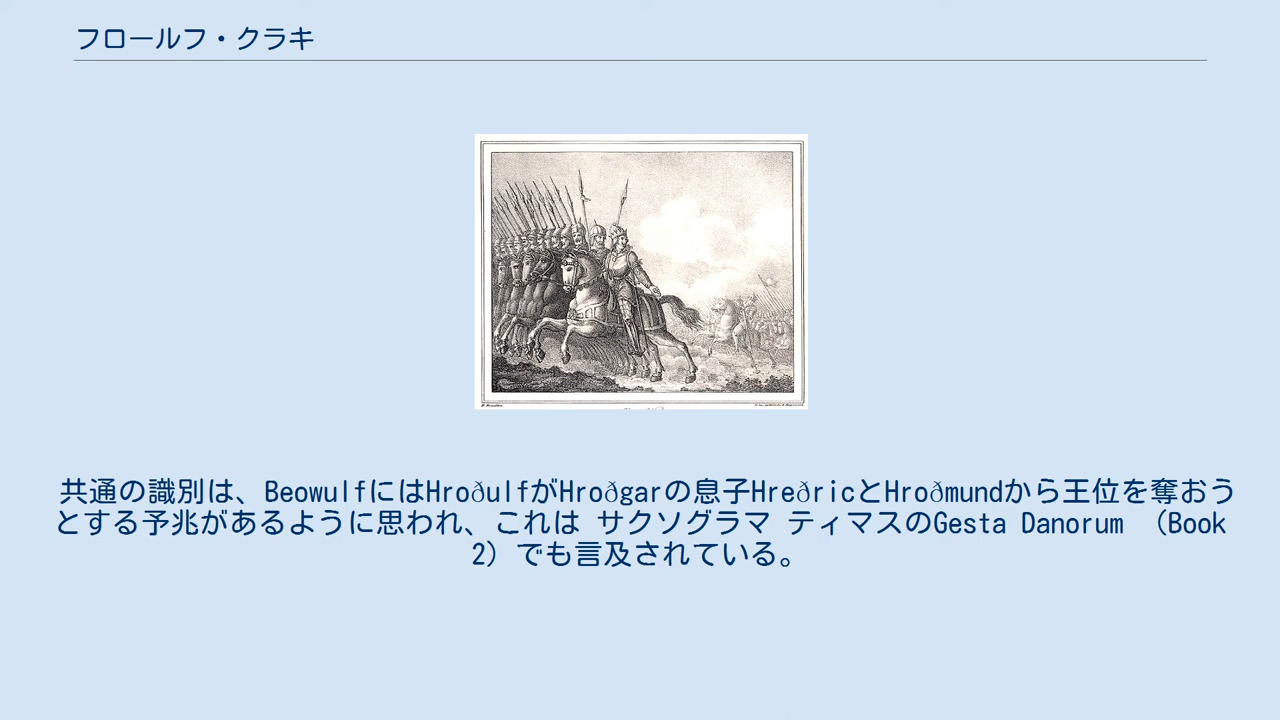 フロールフ・クラキ
共通の識別は、BeowulfにはHroðulfがHroðgarの息子HreðricとHroðmundから王位を奪おう
とする予兆があるように思われ、これは サクソグラマ ティマスのGesta Danorum （Book
2）でも言及されている。